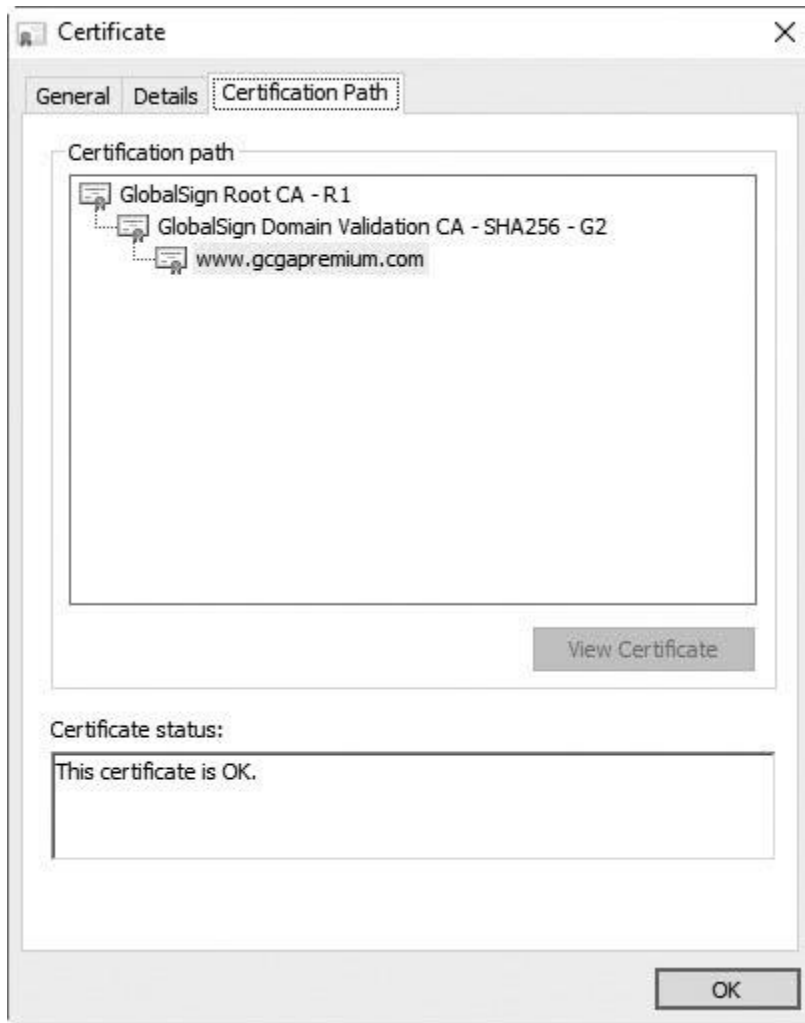 Certificate
General Details Certification Path
Certification path
GlobalSign Root CA - R1
GlobalSign Domain Validation CA - SHA256 - G2
www.gcgapremium.com
View Certificate
Certificate status:
This certificate is OK.
OK